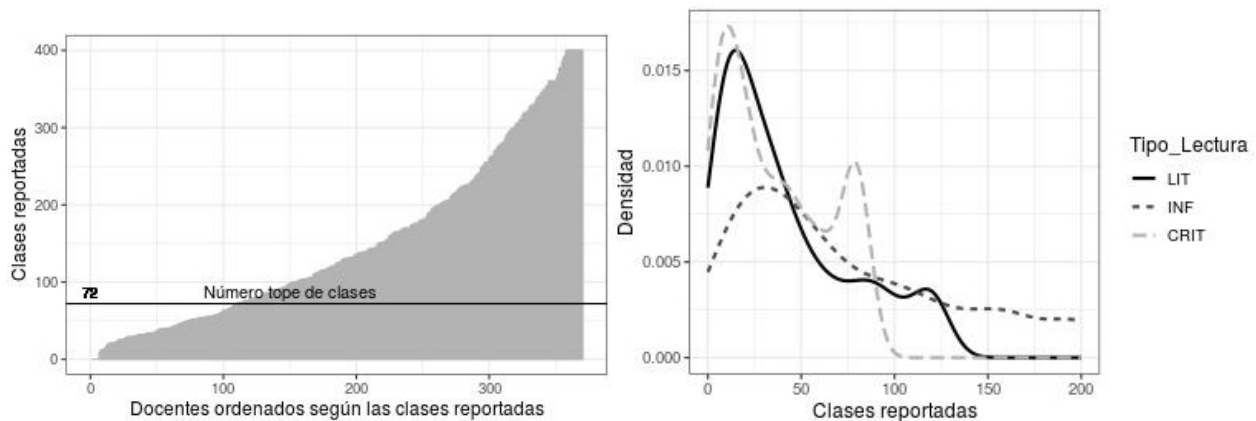 400
300
200
100
0
Clases reportadas
72
Número tope de clases
0
100
200
300
Docentes ordenados según las clases reportadas
0.015
0.010
0.005
0.000
Densidad
0
50
100
150
200
Clases reportadas
Tipo_Lectura
LIT
INF
CRIT